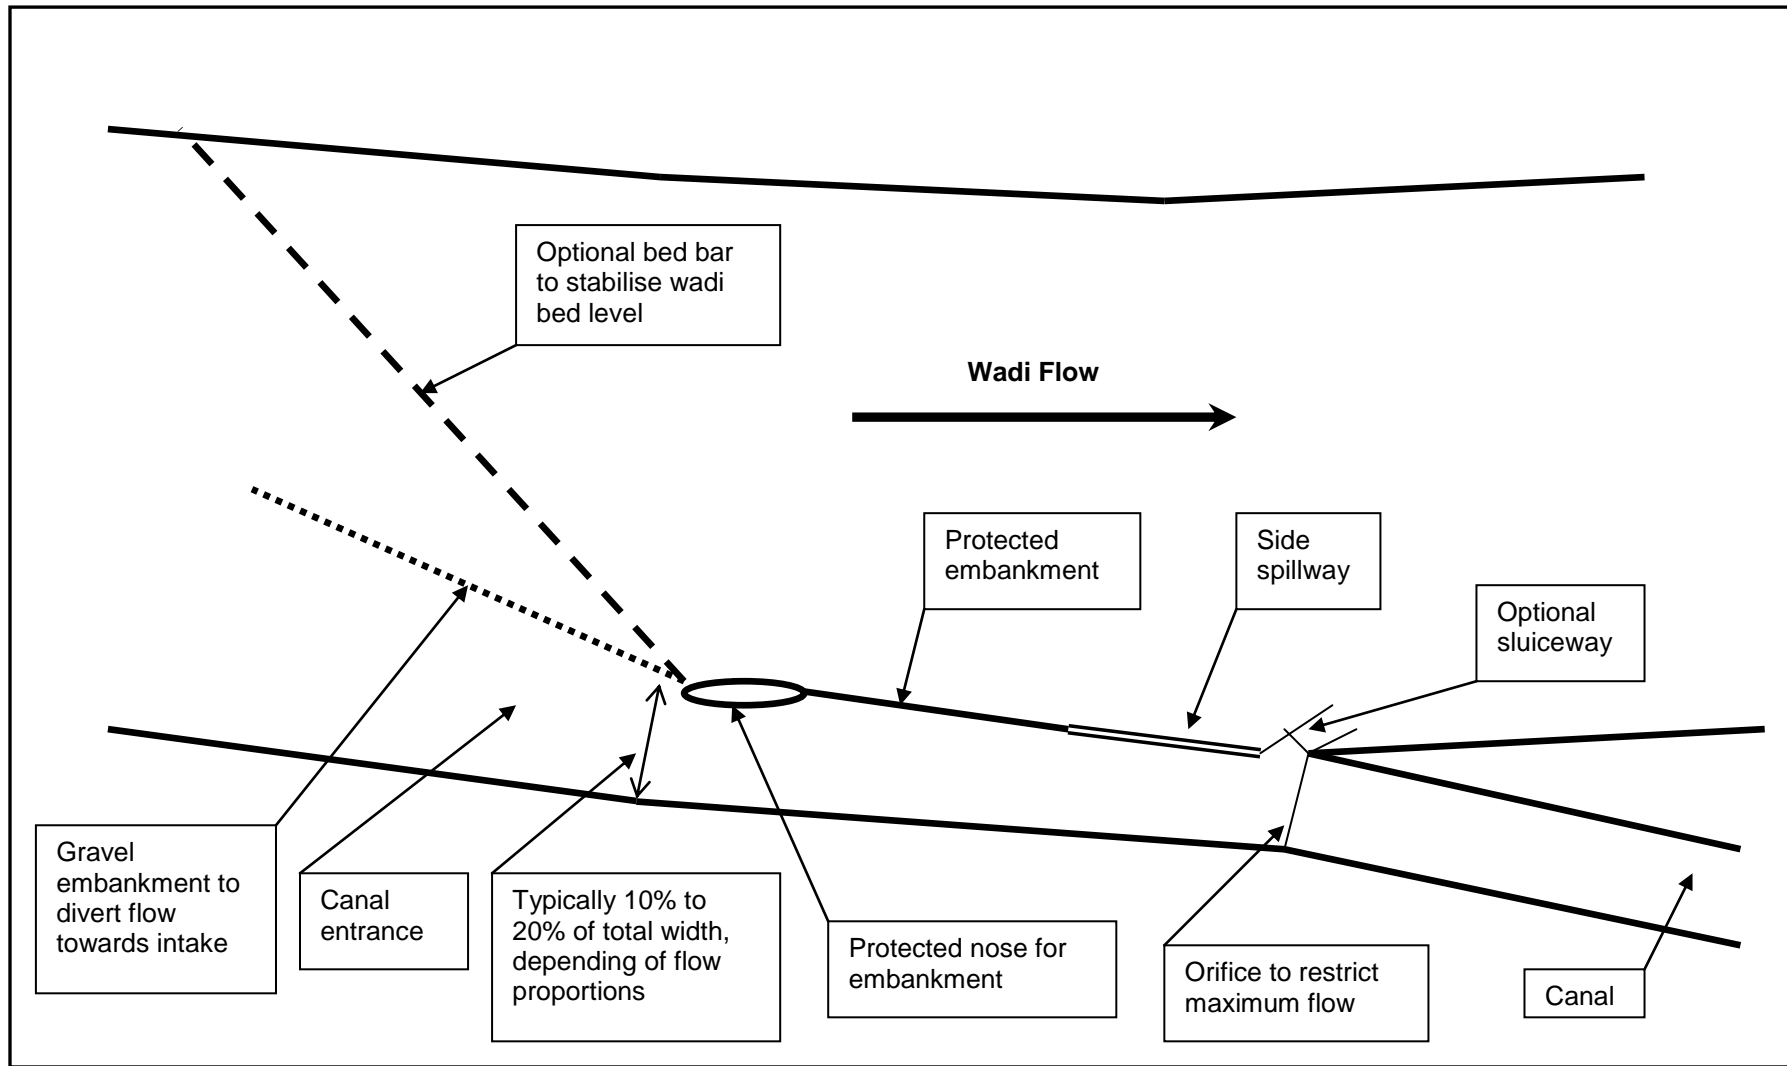 Optional bed bar
to stabilise wadi
bed level
Wadi Flow
Protected
embankment
Side
spillway
Optional
sluiceway
Gravel
embankment to
divert flow
towards intake
Canal
entrance
Typically 10% to
20% of total width,
depending of flow
proportions
Protected nose for
embankment
Orifice to restrict
maximum flow
Canal